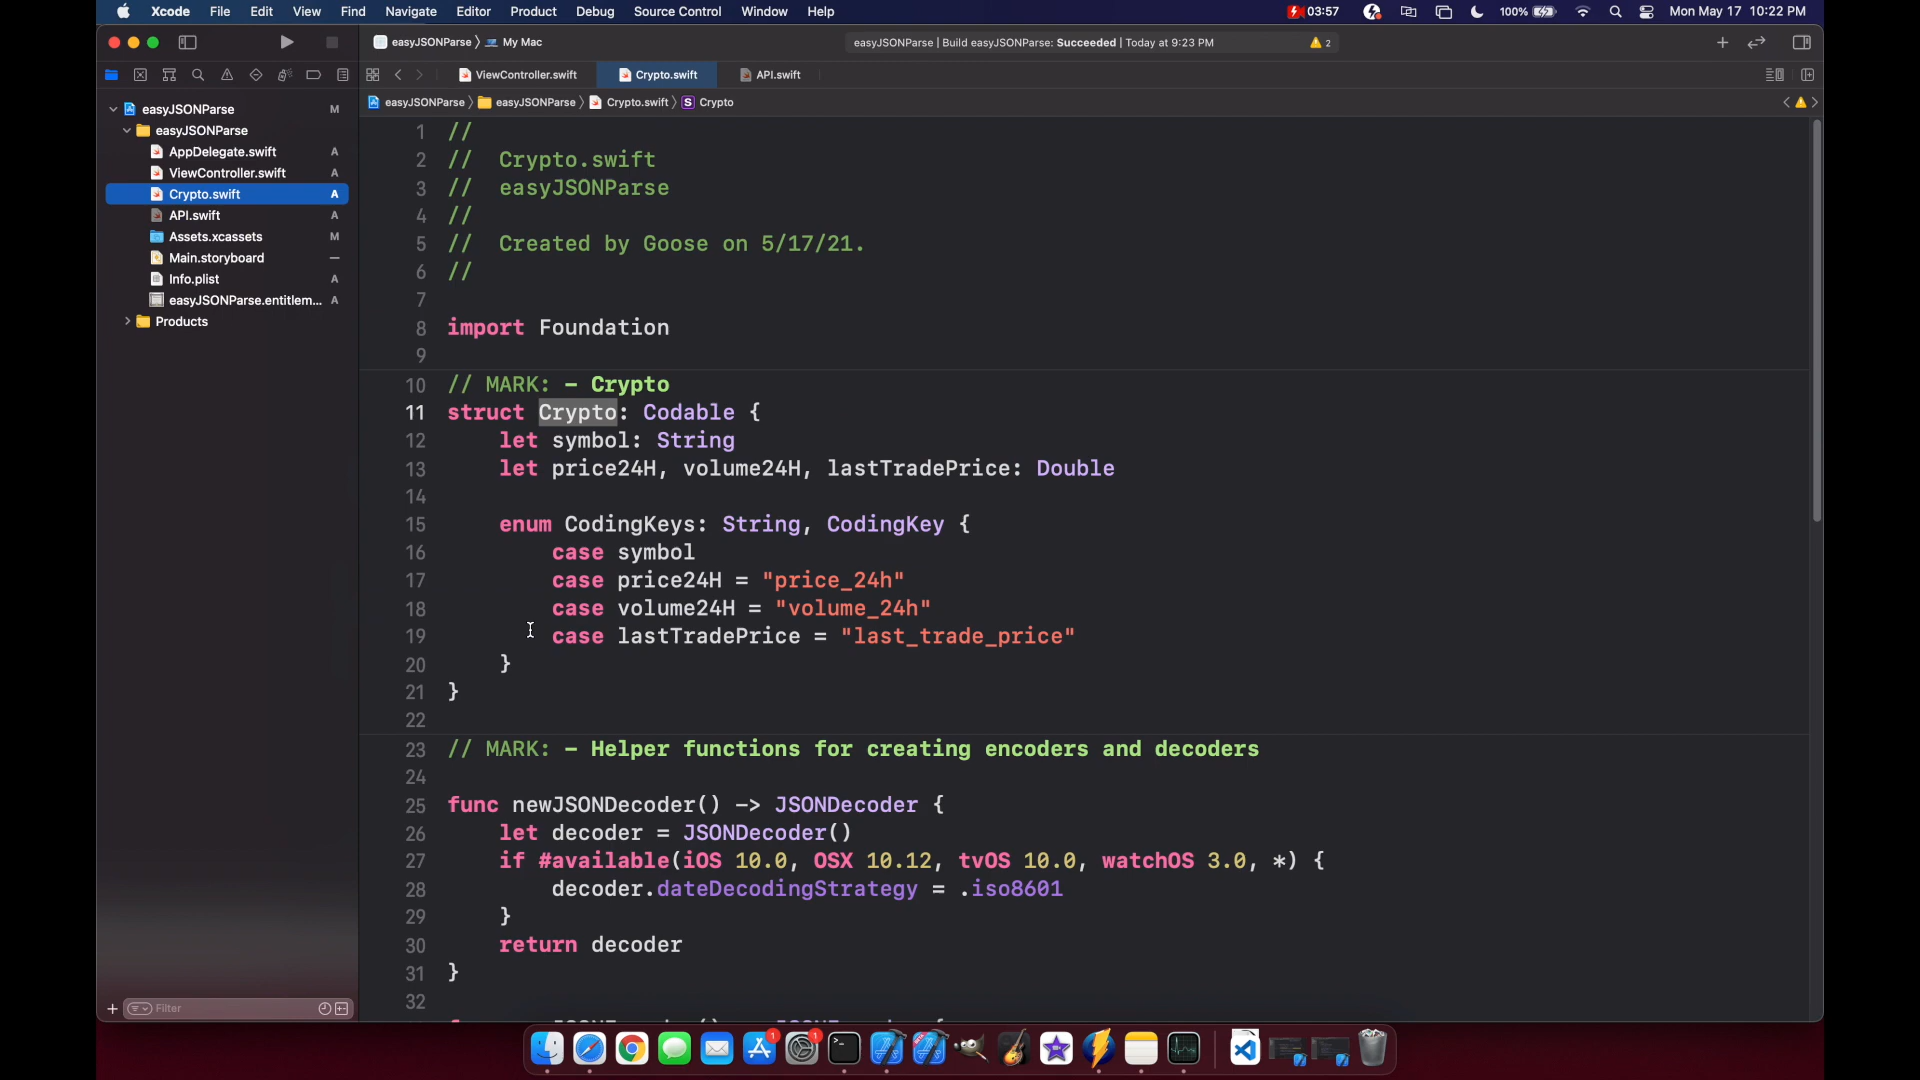 Xcode File Edit View Find Navigate Editor Product Debug Source Control Window Help 03:57 100% Mon May 17 10:22 PM
easyJSONParse My Mac easyJSONParse | Build easyJSONParse: Succeeded | Today at 9:23 PM 2
ViewController.swift Crypto.swift API.swift
easyJSONParse easyJSONParse Crypto.swift S Crypto
easyJSONParse M
easyJSONParse
AppDelegate.swift A
ViewController.swift A
Crypto.swift A
API.swift A
Assets.xcassets M
Main.storyboard —
Info.plist A
easyJSONParse.entitlem... A
Products
Filter
1 //
2 // Crypto.swift
3 // easyJSONParse
4 //
5 // Created by Goose on 5/17/21.
6 //
7
8 import Foundation
9
10 // MARK: - Crypto
11 struct Crypto: Codable {
12 let symbol: String
13 let price24H, volume24H, lastTradePrice: Double
14
15 enum CodingKeys: String, CodingKey {
16 case symbol
17 case price24H = "price_24h"
18 case volume24H = "volume_24h"
19 case lastTradePrice = "last_trade_price"
20 }
21 }
22
23 // MARK: - Helper functions for creating encoders and decoders
24
25 func newJSONDecoder() -> JSONDecoder {
26 let decoder = JSONDecoder()
27 if #available(iOS 10.0, OSX 10.12, tvOS 10.0, watchOS 3.0, *) {
28 decoder.dateDecodingStrategy = .iso8601
29 }
30 return decoder
31 }
32
1 1